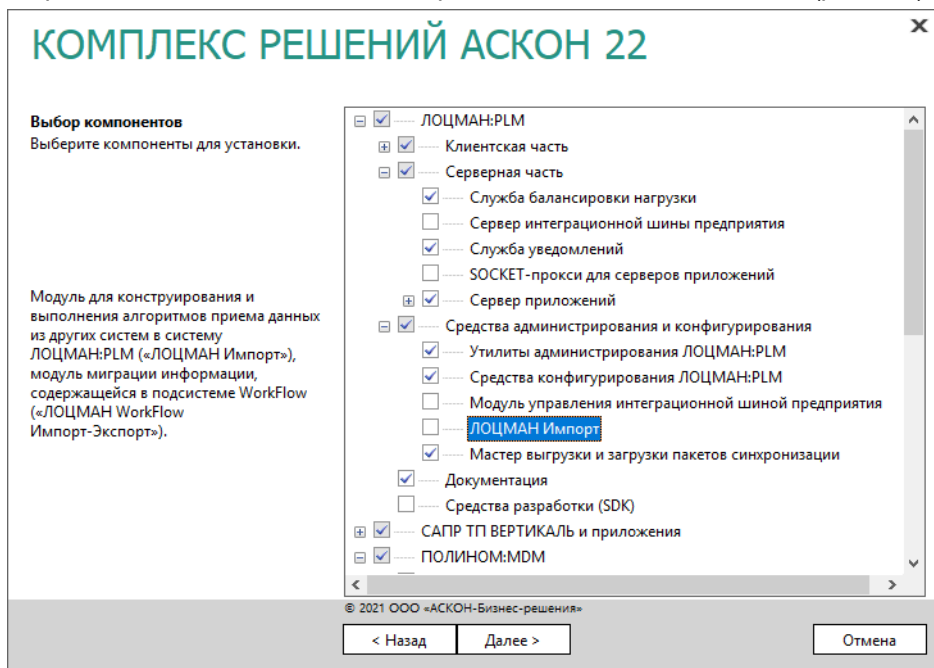 КОМПЛЕКС РЕШЕНИЙ АСКОН 22
Выбор компонентов
Выберите компоненты для установки.
Модуль для конструирования и
выполнения алгоритмов приема данных
из других систем в систему
ЛОЦМАН:PLM («ЛОЦМАН Импорт»),
модуль миграции информации,
содержащейся в подсистеме WorkFlow
(«ЛОЦМАН WorkFlow
Импорт-Экспорт»).
ЛОЦМАН:PLM
Клиентская часть
Серверная часть
Служба балансировки нагрузки
Сервер интеграционной шины предприятия
Служба уведомлений
SOCKET-прокси для серверов приложений
Сервер приложений
Средства администрирования и конфигурирования
Утилиты администрирования ЛОЦМАН:PLM
Средства конфигурирования ЛОЦМАН:PLM
Модуль управления интеграционной шиной предприятия
ЛОЦМАН Импорт
Мастер выгрузки и загрузки пакетов синхронизации
Документация
Средства разработки (SDK)
САПР ТП ВЕРТИКАЛЬ и приложения
ПОЛИНОМ:MDM
© 2021 ООО «АСКОН-Бизнес-решения»
< Назад
Далее >
Отмена